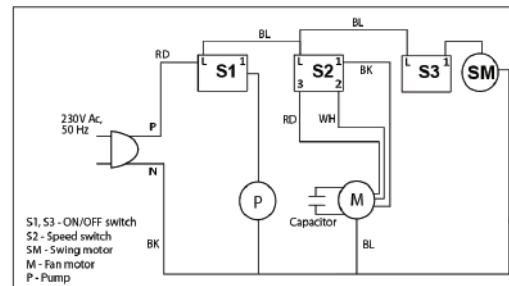 BL
BL
RD
L 1
S1
L 1
S2
3 2
BK
L 1
S3
SM
230V Ac,
50 Hz
P
N
RD
WH
P
Capacitor
M
BK
BL
S1, S3 - ON/OFF switch
S2 - Speed switch
SM - Swing motor
M - Fan motor
P - Pump